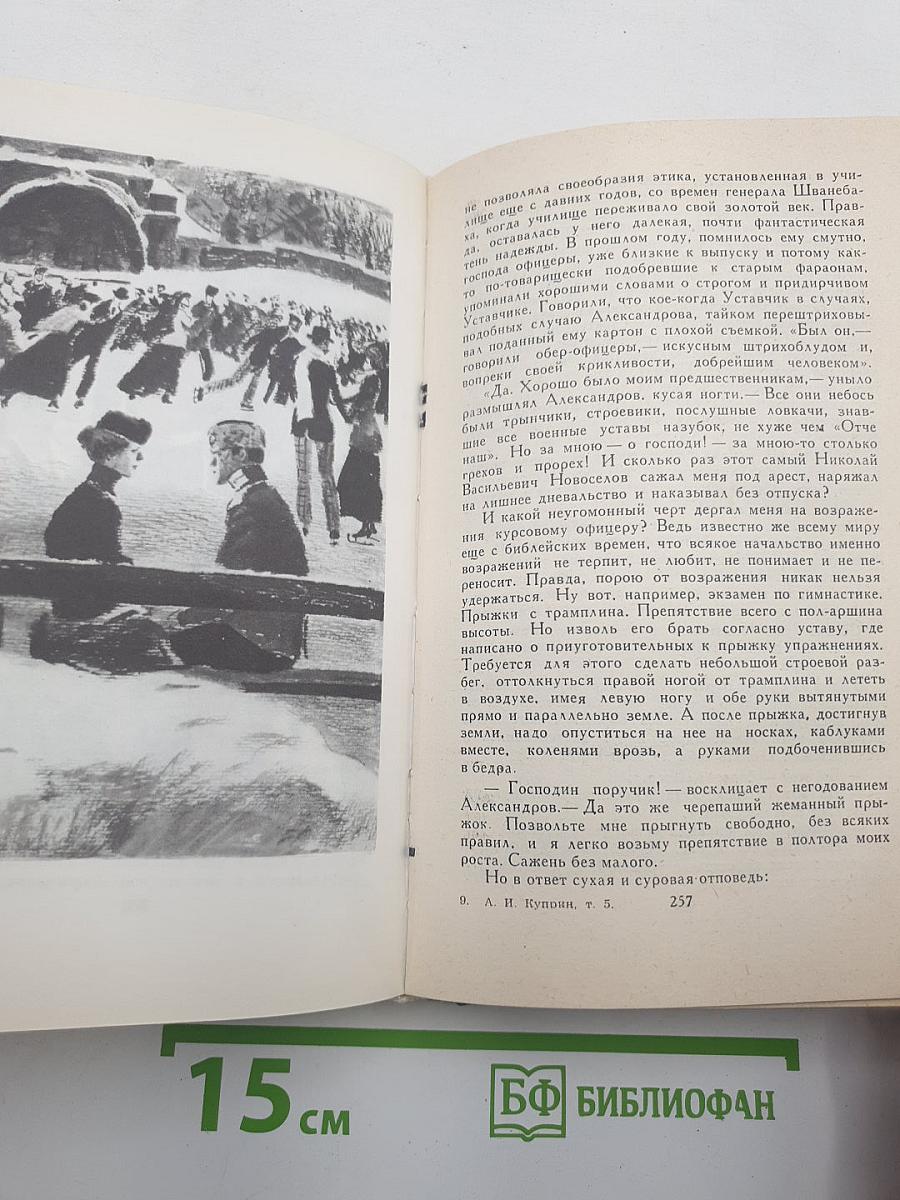 не позволяла своеобразия этика, установленная в учи-
лище еще с давних годов, со времен генерала Шванеба-
ха, когда училище переживало свой золотой век. Прав-
да, оставалась у него далекая, почти фантастическая
тень надежды. В прошлом году, помнилось ему смутно,
господа офицеры, уже близкие к выпуску и потому как-
то по-товарищески подобревшие к старым фараонам,
упоминали хорошими словами о строгом и придирчивом
Уставчике. Говорили, что кое-когда Уставчик в случаях,
подобных случаю Александрова, тайком перештриховы-
вал поданный ему картон с плохой съемкой. «Был он,—
говорили обер-офицеры,— искусным штрихоблудом и,
вопреки своей крикливости, добрейшим человеком».
«Да. Хорошо было моим предшественникам,— уныло
размышлял Александров, кусая ногти.— Все они небось
были трынчики, строевики, послушные ловкачи, знав-
шие все военные уставы назубок, не хуже чем «Отче
наш». Но за мною — о господи! — за мною-то столько
грехов и прорех! И сколько раз этот самый Николай
Васильевич Новоселов сажал меня под арест, наряжал
на лишнее дневальство и наказывал без отпуска?
И какой неугомонный черт дергал меня на возраже-
ния курсовому офицеру? Ведь известно же всему миру
еще с библейских времен, что всякое начальство именно
возражений не терпит, не любит, не понимает и не пе-
реносит. Правда, порою от возражения никак нельзя
удержаться. Ну вот, например, экзамен по гимнастике.
Прыжки с трамплина. Препятствие всего с пол-аршина
высоты. Но изволь его брать согласно уставу, где
написано о приуготовительных к прыжку упражнениях.
Требуется для этого сделать небольшой строевой раз-
бег, оттолкнуться правой ногой от трамплина и лететь
в воздухе, имея левую ногу и обе руки вытянутыми
прямо и параллельно земле. А после прыжка, достигнув
земли, надо опуститься на нее на носках, каблуками
вместе, коленями врозь, а руками подбоченившись
в бедра.
— Господин поручик! — восклицает с негодованием
Александров.— Да это же черепаший жеманный пры-
жок. Позвольте мне прыгнуть свободно, без всяких
правил, и я легко возьму препятствие в полтора моих
роста. Сажень без малого.
Но в ответ сухая и суровая отповедь:
9. А. И. Куприн, т. 5. 257
15 см
БФ БИБЛИОФАН